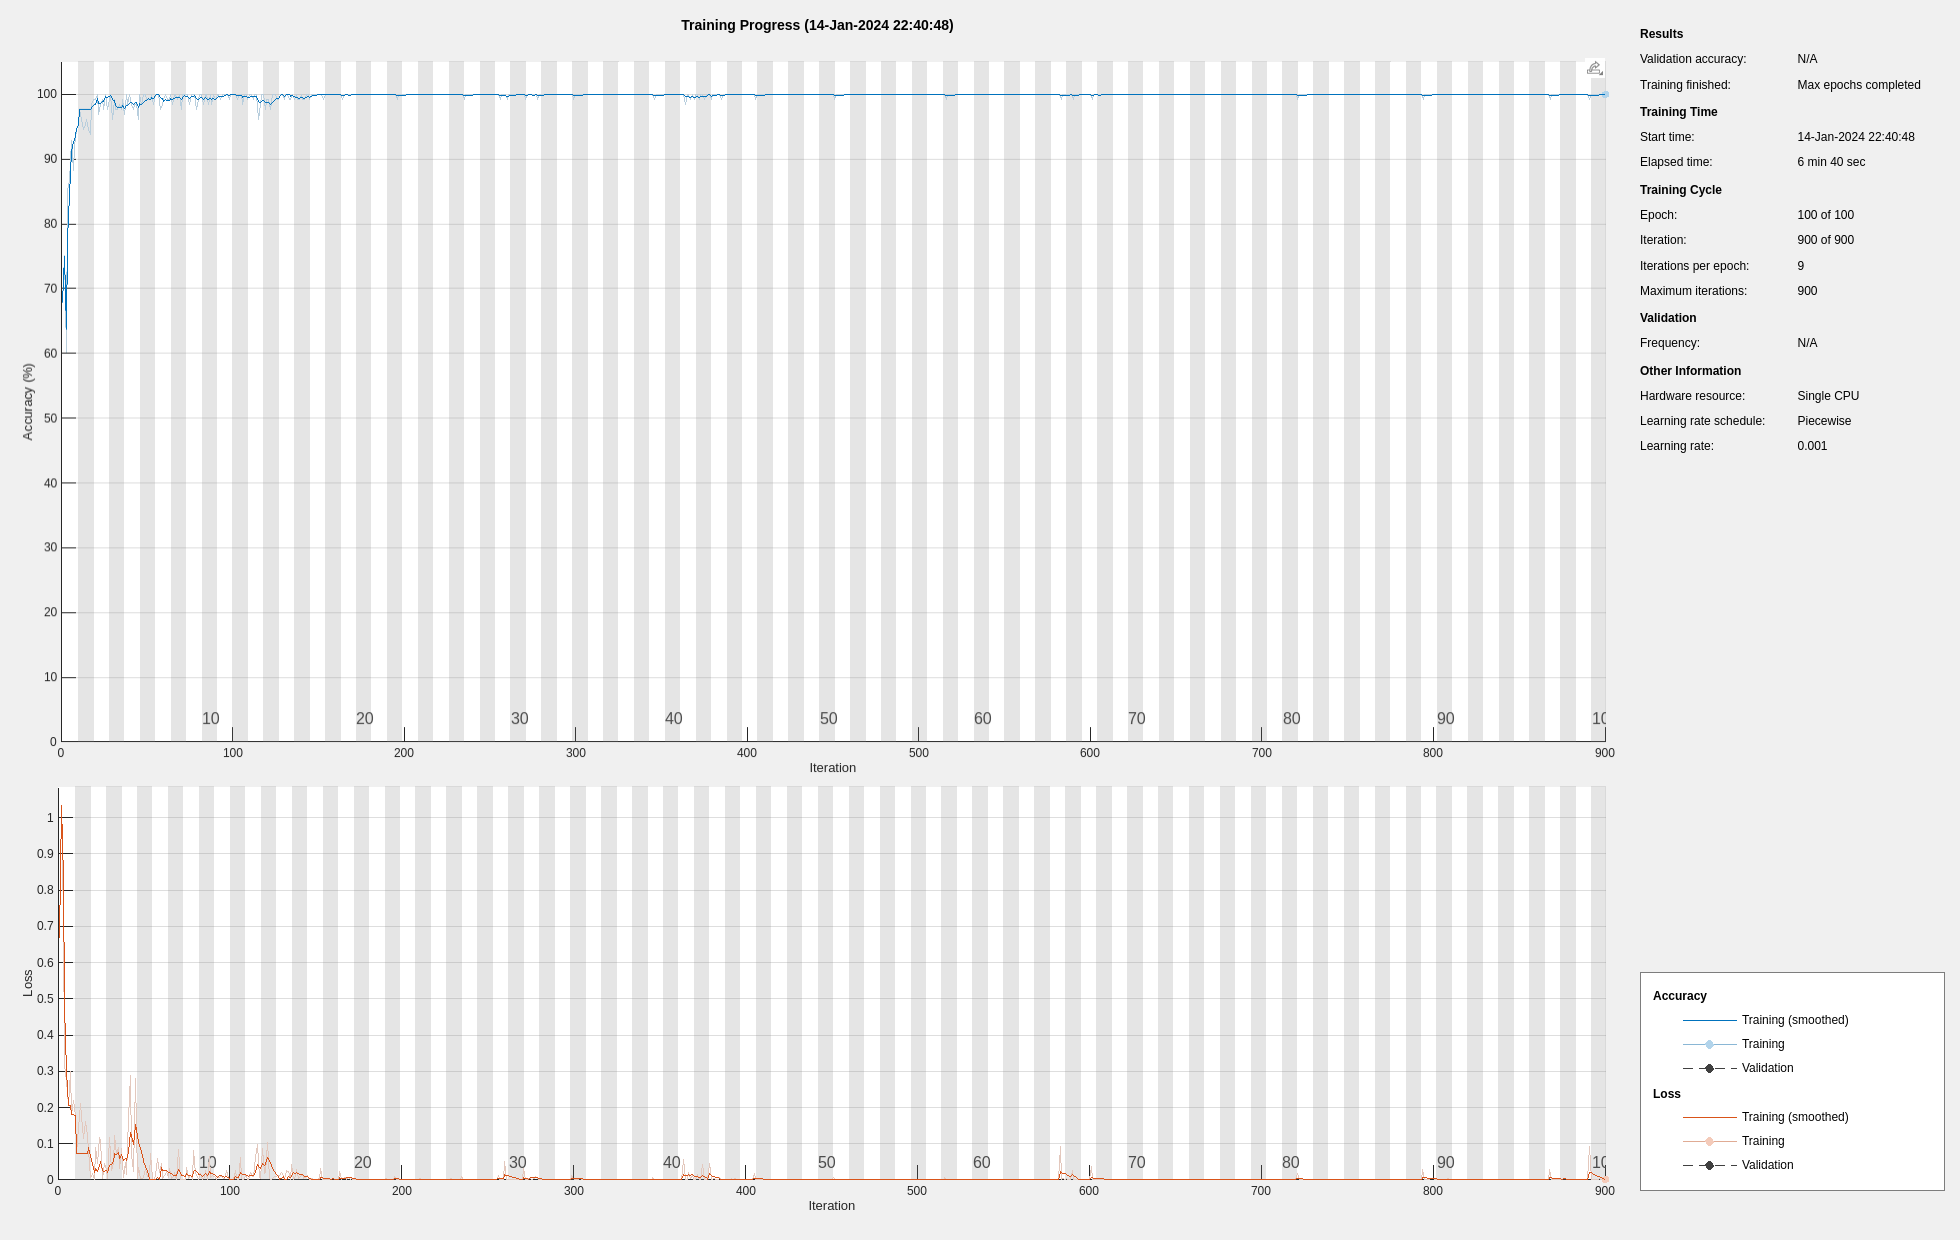 Training Progress (14-Jan-2024 22:40:48)
100
90
80
70
60
50
40
30
20
10
0
Accuracy (%)
10 20 30 40 50 60 70 80 90 10
0 100 200 300 400 500 600 700 800 900
Iteration
1
0.9
0.8
0.7
0.6
0.5
0.4
0.3
0.2
0.1
0
Loss
10 20 30 40 50 60 70 80 90 10
0 100 200 300 400 500 600 700 800 900
Iteration
Results
Validation accuracy: N/A
Training finished: Max epochs completed
Training Time
Start time: 14-Jan-2024 22:40:48
Elapsed time: 6 min 40 sec
Training Cycle
Epoch: 100 of 100
Iteration: 900 of 900
Iterations per epoch: 9
Maximum iterations: 900
Validation
Frequency: N/A
Other Information
Hardware resource: Single CPU
Learning rate schedule: Piecewise
Learning rate: 0.001
Accuracy
Training (smoothed)
Training
Validation
Loss
Training (smoothed)
Training
Validation